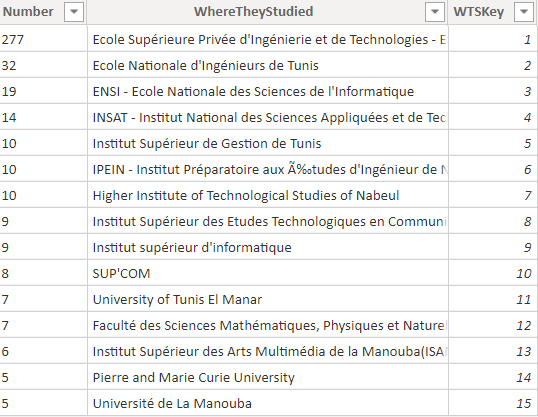 Number WhereTheyStudied WTSKey
277 Ecole Supérieure Privée d'Ingénierie et de Technologies - E 1
32 Ecole Nationale d'Ingénieurs de Tunis 2
19 ENSI - Ecole Nationale des Sciences de l'Informatique 3
14 INSAT - Institut National des Sciences Appliquées et de Tec 4
10 Institut Supérieur de Gestion de Tunis 5
10 IPEIN - Institut Préparatoire aux Ã‰tudes d'Ingénieur de N 6
10 Higher Institute of Technological Studies of Nabeul 7
9 Institut Supérieur des Etudes Technologiques en Communi 8
9 Institut supérieur d'informatique 9
8 SUP'COM 10
7 University of Tunis El Manar 11
7 Faculté des Sciences Mathématiques, Physiques et Nature 12
6 Institut Supérieur des Arts Multimédia de la Manouba(ISA 13
5 Pierre and Marie Curie University 14
5 Université de La Manouba 15